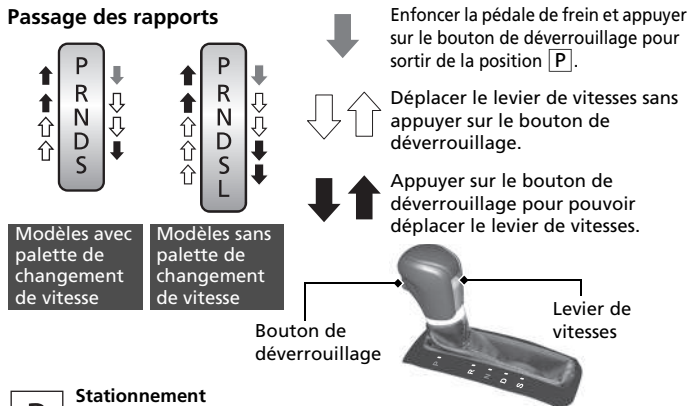 Passage des rapports
P
R
N
D
S
P
R
N
D
S
L
Modèles avec
palette de
changement
de vitesse
Modèles sans
palette de
changement
de vitesse
Enfoncer la pédale de frein et appuyer
sur le bouton de déverrouillage pour
sortir de la position P.
Déplacer le levier de vitesses sans
appuyer sur le bouton de
déverrouillage.
Appuyer sur le bouton de
déverrouillage pour pouvoir
déplacer le levier de vitesses.
Bouton de
déverrouillage
Levier de
vitesses
P R N D S
Stationnement